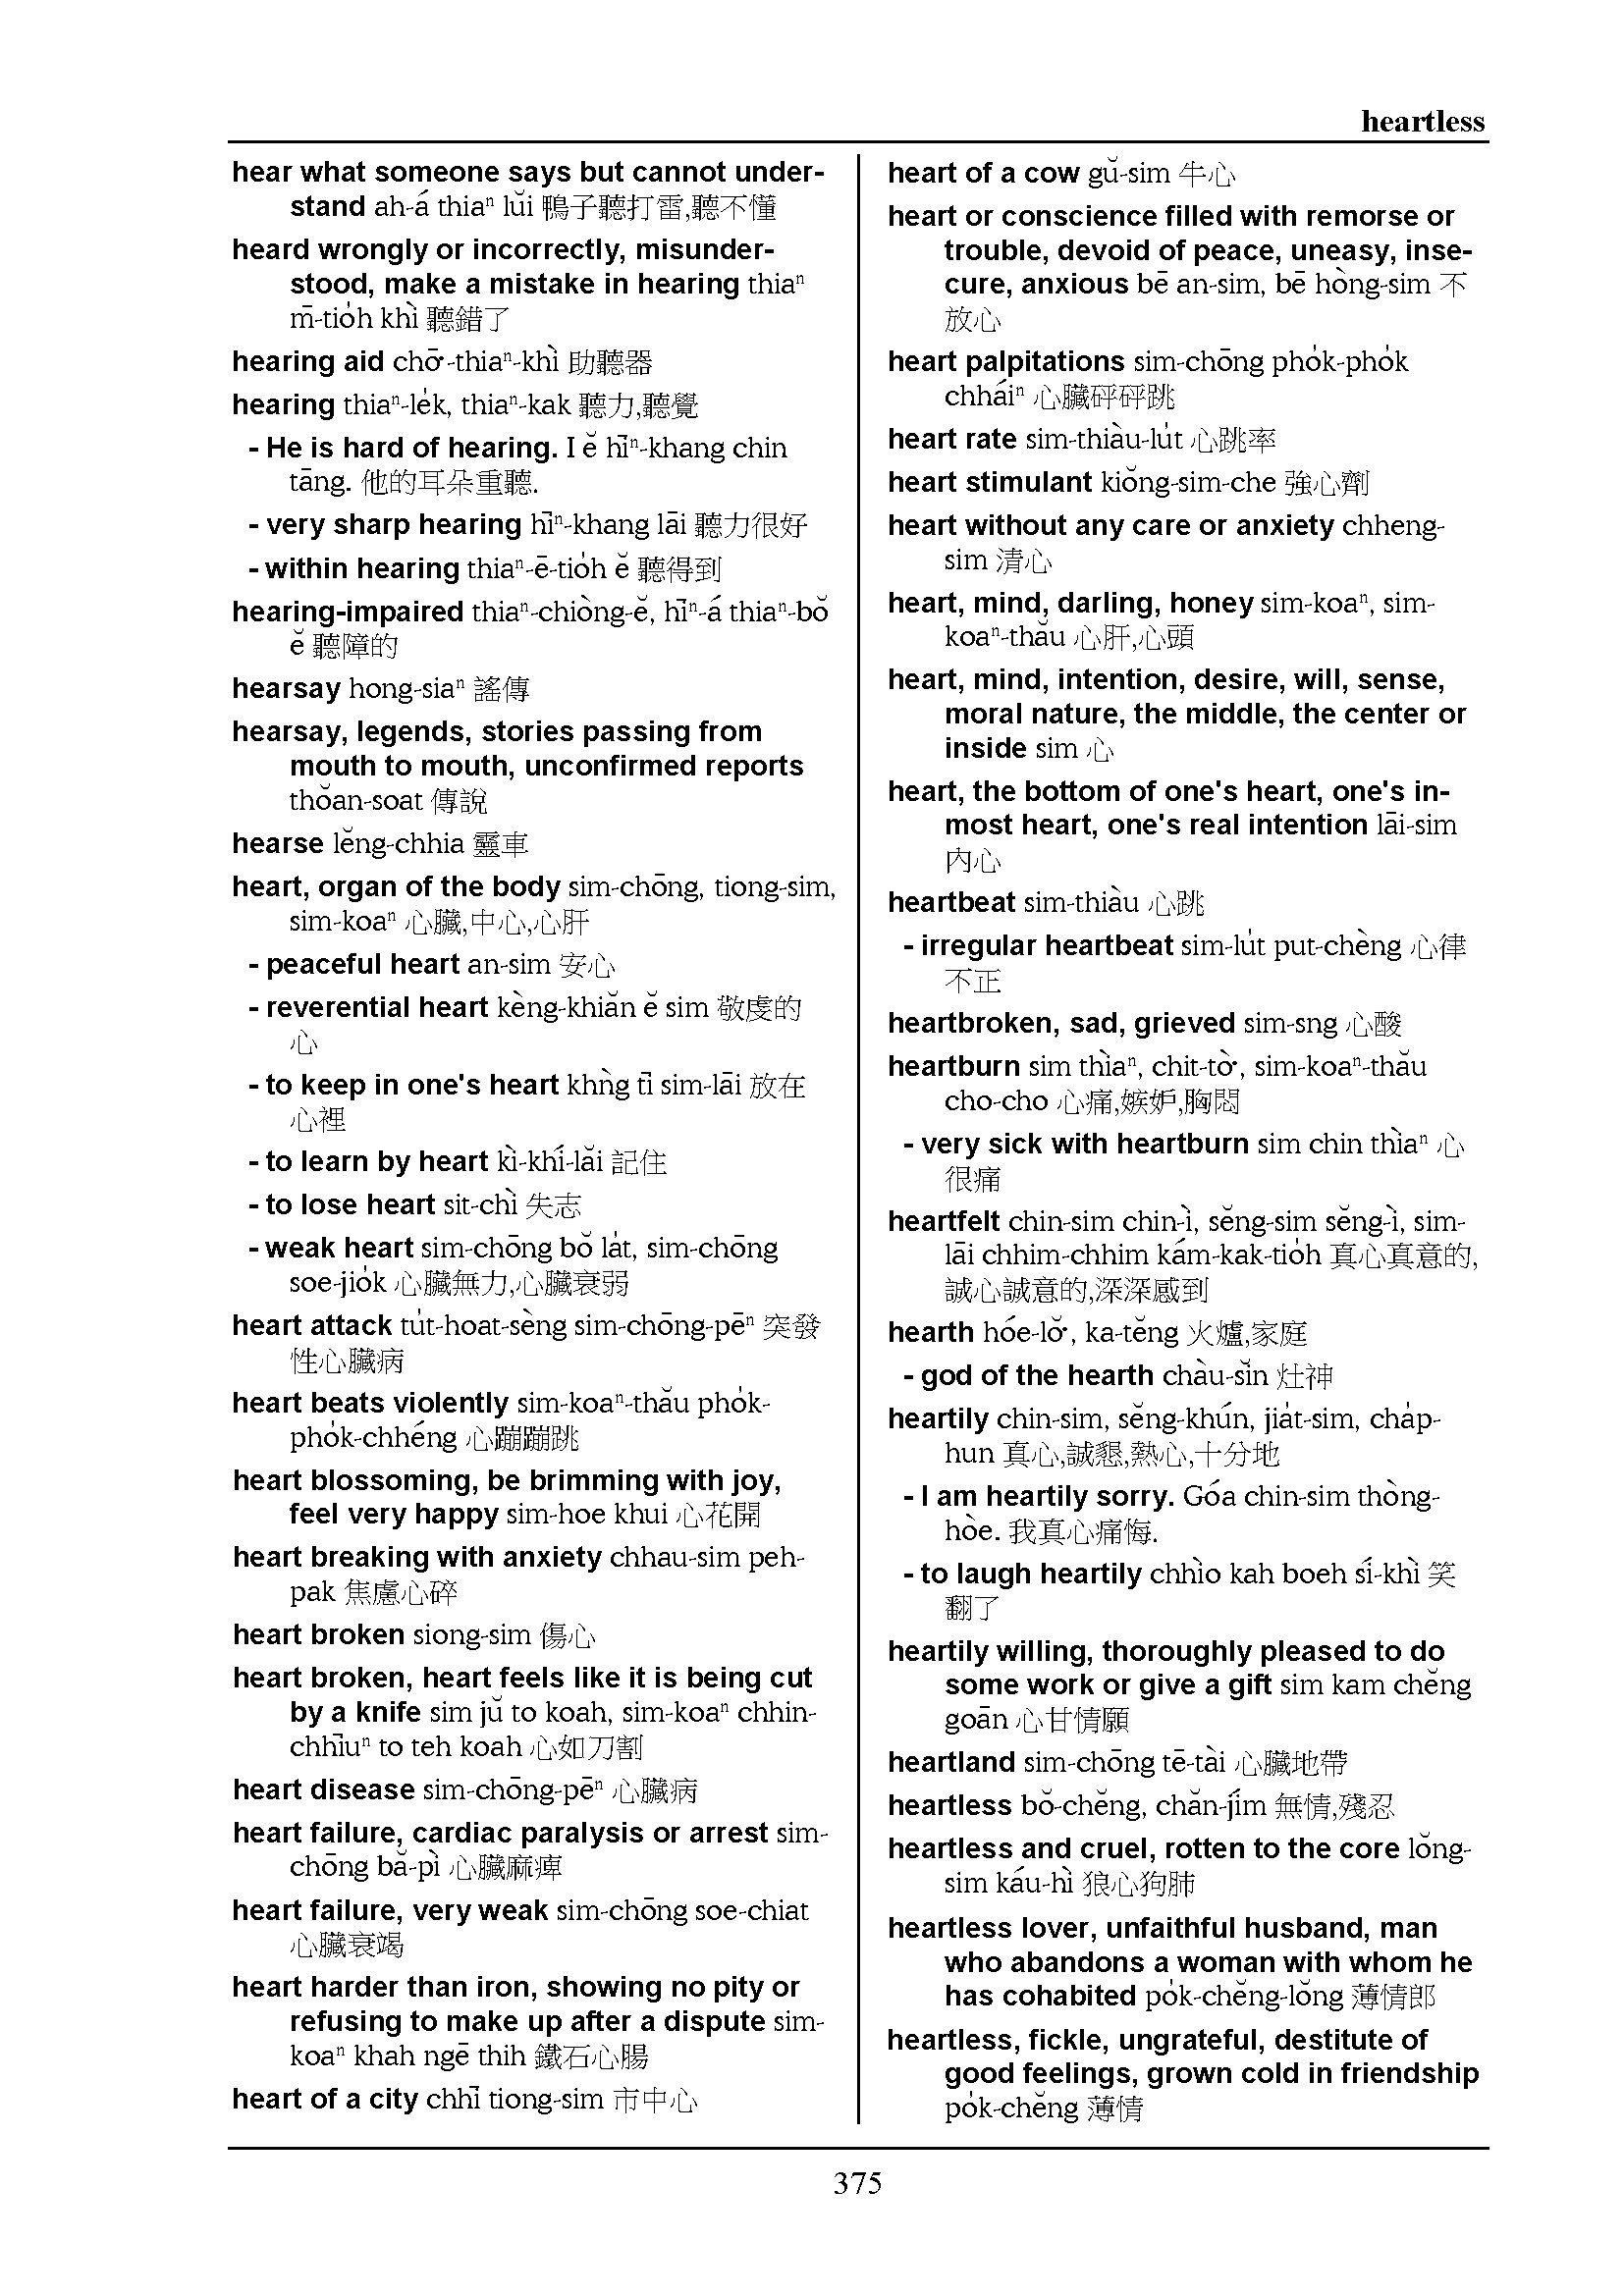 heartless
hear what someone says but cannot under-
stand ah-á thiaⁿ lŭi 鴨子聽打雷,聽不懂
heard wrongly or incorrectly, misunder-
stood, make a mistake in hearing thiaⁿ
m̄-tio̍h khì 聽錯了
hearing aid chō͘-thiaⁿ-khì 助聽器
hearing thiaⁿ-le̍k, thiaⁿ-kak 聽力,聽覺
- He is hard of hearing. I ĕ hīⁿ-khang chin
tāng. 他的耳朵重聽.
- very sharp hearing hīⁿ-khang lāi 聽力很好
- within hearing thiaⁿ-ē-tio̍h ĕ 聽得到
hearing-impaired thiaⁿ-chiòng-ĕ, hīⁿ-á thiaⁿ-bŏ
ĕ 聽障的
hearsay hong-siaⁿ 謠傳
hearsay, legends, stories passing from
mouth to mouth, unconfirmed reports
thŏan-soat 傳說
hearse lĕng-chhia 靈車
heart, organ of the body sim-chōng, tiong-sim,
sim-koaⁿ 心臟,中心,心肝
- peaceful heart an-sim 安心
- reverential heart kèng-khiăn ĕ sim 敬虔的
心
- to keep in one's heart khǹg tī sim-lāi 放在
心裡
- to learn by heart kì-khí-lăi 記住
- to lose heart sit-chì 失志
- weak heart sim-chōng bŏ la̍t, sim-chōng
soe-jio̍k 心臟無力,心臟衰弱
heart attack tu̍t-hoat-sèng sim-chōng-pēⁿ 突發
性心臟病
heart beats violently sim-koaⁿ-thău pho̍k-
pho̍k-chhéng 心蹦蹦跳
heart blossoming, be brimming with joy,
feel very happy sim-hoe khui 心花開
heart breaking with anxiety chhau-sim peh-
pak 焦慮心碎
heart broken siong-sim 傷心
heart broken, heart feels like it is being cut
by a knife sim jŭ to koah, sim-koaⁿ chhin-
chhīuⁿ to teh koah 心如刀割
heart disease sim-chōng-pēⁿ 心臟病
heart failure, cardiac paralysis or arrest sim-
chōng bă-pì 心臟麻痺
heart failure, very weak sim-chōng soe-chiat
心臟衰竭
heart harder than iron, showing no pity or
refusing to make up after a dispute sim-
koaⁿ khah ngē thih 鐵石心腸
heart of a city chhī tiong-sim 市中心
heart of a cow gŭ-sim 牛心
heart or conscience filled with remorse or
trouble, devoid of peace, uneasy, inse-
cure, anxious bē an-sim, bē hòng-sim 不
放心
heart palpitations sim-chōng pho̍k-pho̍k
chháiⁿ 心臟砰砰跳
heart rate sim-thiàu-lu̍t 心跳率
heart stimulant kiŏng-sim-che 強心劑
heart without any care or anxiety chheng-
sim 清心
heart, mind, darling, honey sim-koaⁿ, sim-
koaⁿ-thău 心肝,心頭
heart, mind, intention, desire, will, sense,
moral nature, the middle, the center or
inside sim 心
heart, the bottom of one's heart, one's in-
most heart, one's real intention lāi-sim
內心
heartbeat sim-thiàu 心跳
- irregular heartbeat sim-lu̍t put-chèng 心律
不正
heartbroken, sad, grieved sim-sng 心酸
heartburn sim thìaⁿ, chit-tò͘, sim-koaⁿ-thău
cho-cho 心痛,嫉妒,胸悶
- very sick with heartburn sim chin thìaⁿ 心
很痛
heartfelt chin-sim chin-ì, sĕng-sim sĕng-ì, sim-
lāi chhim-chhim kám-kak-tio̍h 真心真意的,
誠心誠意的,深深感到
hearth hóe-lŏ͘, ka-tĕng 火爐,家庭
- god of the hearth chàu-sĭn 灶神
heartily chin-sim, sĕng-khún, jia̍t-sim, cha̍p-
hun 真心,誠懇,熱心,十分地
- I am heartily sorry. Góa chin-sim thòng-
hòe. 我真心痛悔.
- to laugh heartily chhìo kah boeh sí-khì 笑
翻了
heartily willing, thoroughly pleased to do
some work or give a gift sim kam chĕng
goān 心甘情願
heartland sim-chōng tē-tài 心臟地帶
heartless bŏ-chĕng, chăn-jím 無情,殘忍
heartless and cruel, rotten to the core lŏng-
sim káu-hì 狼心狗肺
heartless lover, unfaithful husband, man
who abandons a woman with whom he
has cohabited po̍k-chĕng-lŏng 薄情郎
heartless, fickle, ungrateful, destitute of
good feelings, grown cold in friendship
po̍k-chĕng 薄情
375